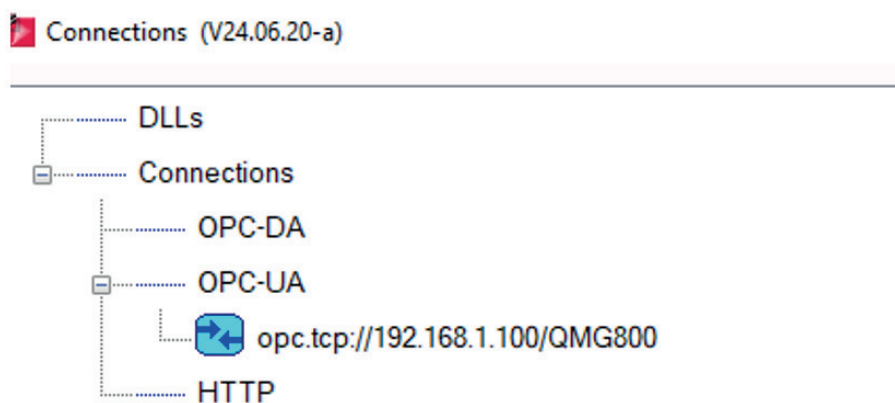 Connections (V24.06.20-a)
DLLs
Connections
OPC-DA
OPC-UA
opc.tcp://192.168.1.100/QMG800
HTTP